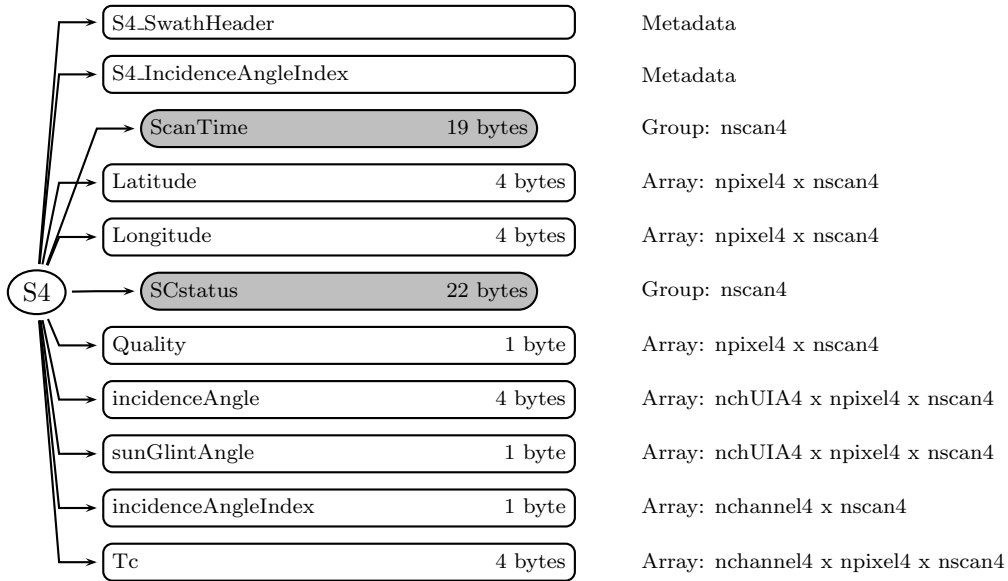 S4_SwathHeader Metadata
S4_IncidenceAngleIndex Metadata
ScanTime 19 bytes Group: nscan4
Latitude 4 bytes Array: npixel4 x nscan4
Longitude 4 bytes Array: npixel4 x nscan4
S4 SCstatus 22 bytes Group: nscan4
Quality 1 byte Array: npixel4 x nscan4
incidenceAngle 4 bytes Array: nchUIA4 x npixel4 x nscan4
sunGlintAngle 1 byte Array: nchUIA4 x npixel4 x nscan4
incidenceAngleIndex 1 byte Array: nchannel4 x nscan4
Tc 4 bytes Array: nchannel4 x npixel4 x nscan4